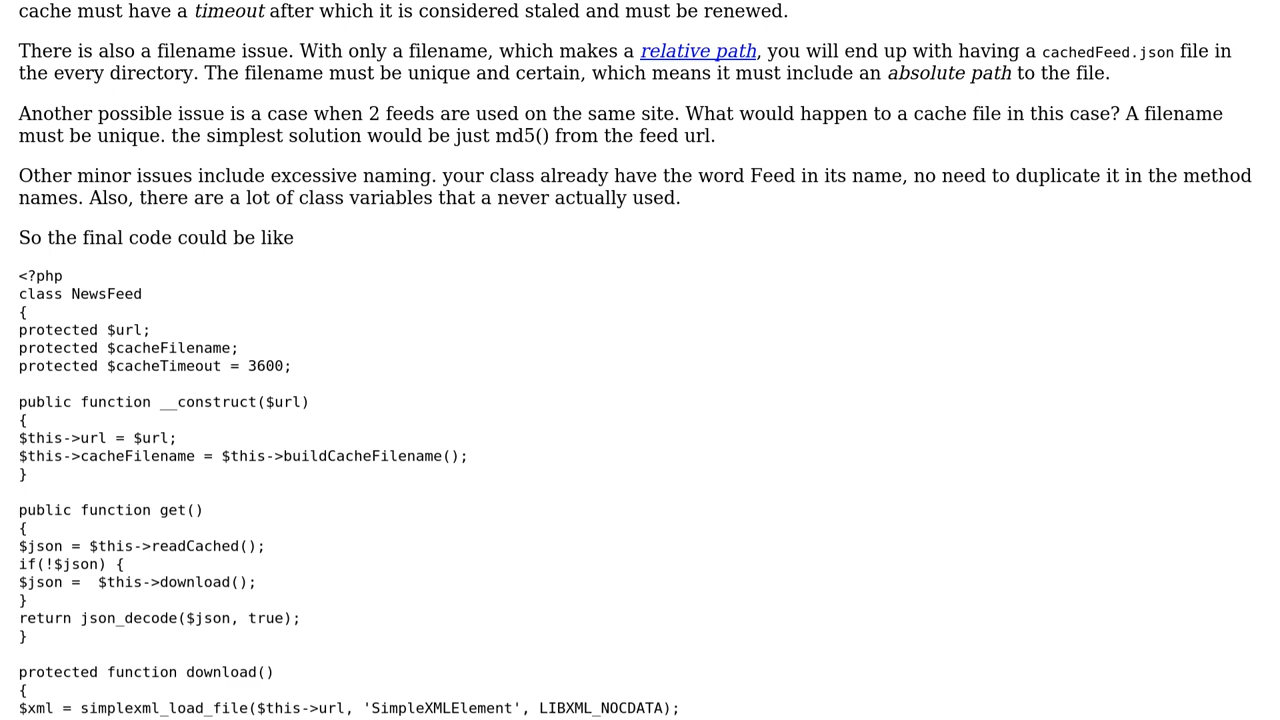 cache must have a timeout after which it is considered staled and must be renewed.
There is also a filename issue. With only a filename, which makes a relative path, you will end up with having a cachedFeed.json file in
the every directory. The filename must be unique and certain, which means it must include an absolute path to the file.
Another possible issue is a case when 2 feeds are used on the same site. What would happen to a cache file in this case? A filename
must be unique. the simplest solution would be just md5() from the feed url.
Other minor issues include excessive naming. your class already have the word Feed in its name, no need to duplicate it in the method
names. Also, there are a lot of class variables that a never actually used.
So the final code could be like
<?php
class NewsFeed
{
protected $url;
protected $cacheFilename;
protected $cacheTimeout = 3600;
public function __construct($url)
{
$this->url = $url;
$this->cacheFilename = $this->buildCacheFilename();
}
public function get()
{
$json = $this->readCached();
if(!$json) {
$json =  $this->download();
}
return json_decode($json, true);
}
protected function download()
{
$xml = simplexml_load_file($this->url, 'SimpleXMLElement', LIBXML_NOCDATA);